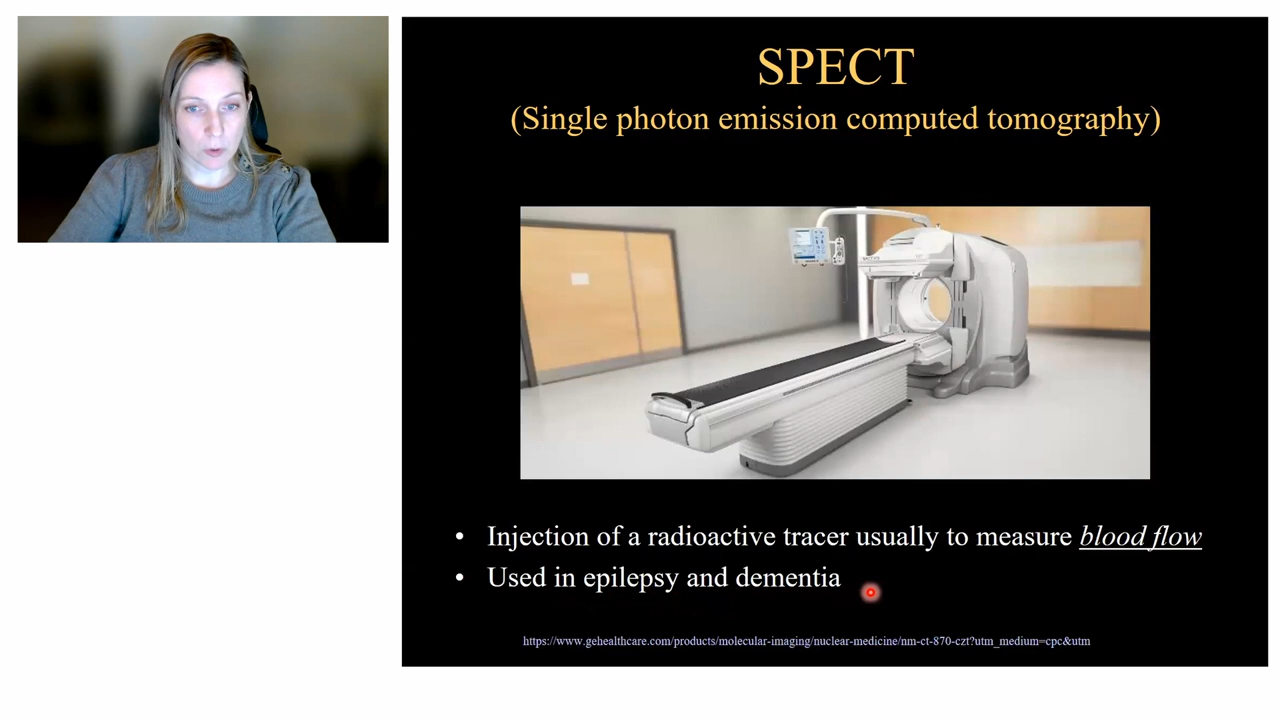 SPECT
(Single photon emission computed tomography)
• Injection of a radioactive tracer usually to measure blood flow
• Used in epilepsy and dementia
https://www.gehealthcare.com/products/molecular-imaging/nuclear-medicine/nm-ct-870-czt?utm_medium=cpc&utm